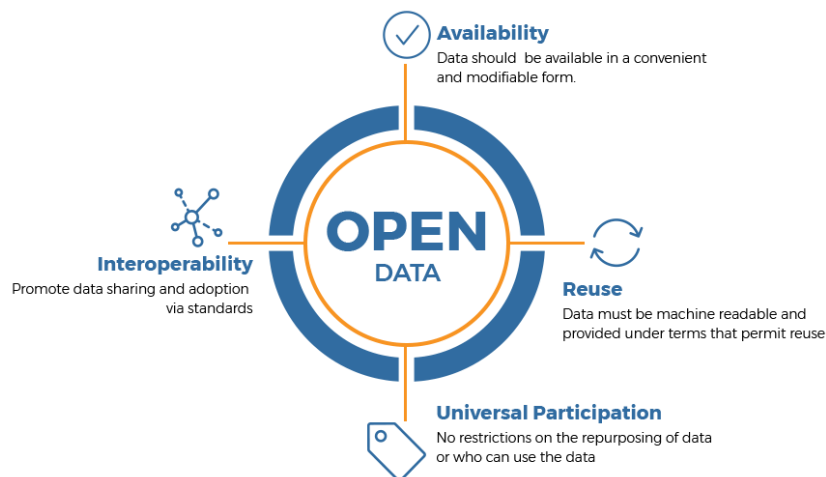 Availability
Data should be available in a convenient
and modifiable form.
OPEN
DATA
Interoperability
Promote data sharing and adoption
via standards
Reuse
Data must be machine readable and
provided under terms that permit reuse
Universal Participation
No restrictions on the repurposing of data
or who can use the data